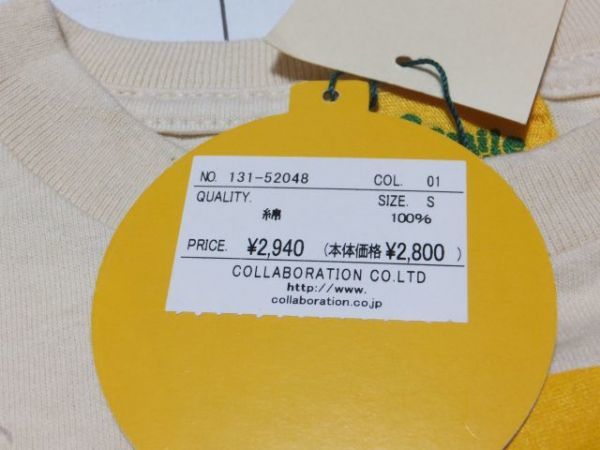 NO. 131-52048 COL. 01
QUALITY. SIZE. S
綿 100%
PRICE. ¥2,940 (本体価格 ¥2,800)
COLLABORATION CO.LTD
http://www.
collaboration.co.jp